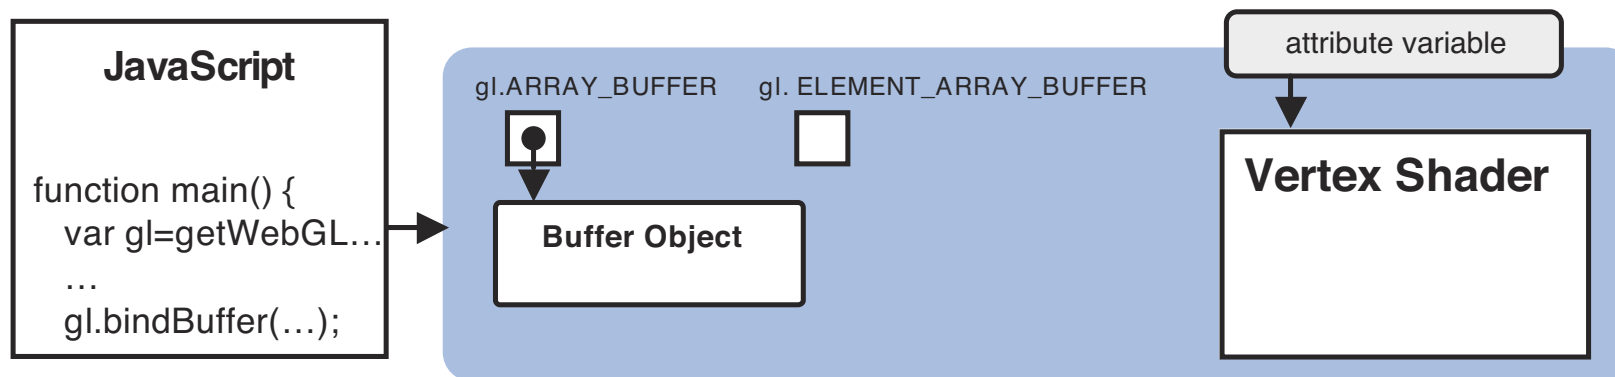 JavaScript
function main() {
var gl=getWebGL…
…
gl.bindBuffer(…);
gl.ARRAY_BUFFER
gl. ELEMENT_ARRAY_BUFFER
Buffer Object
attribute variable
Vertex Shader